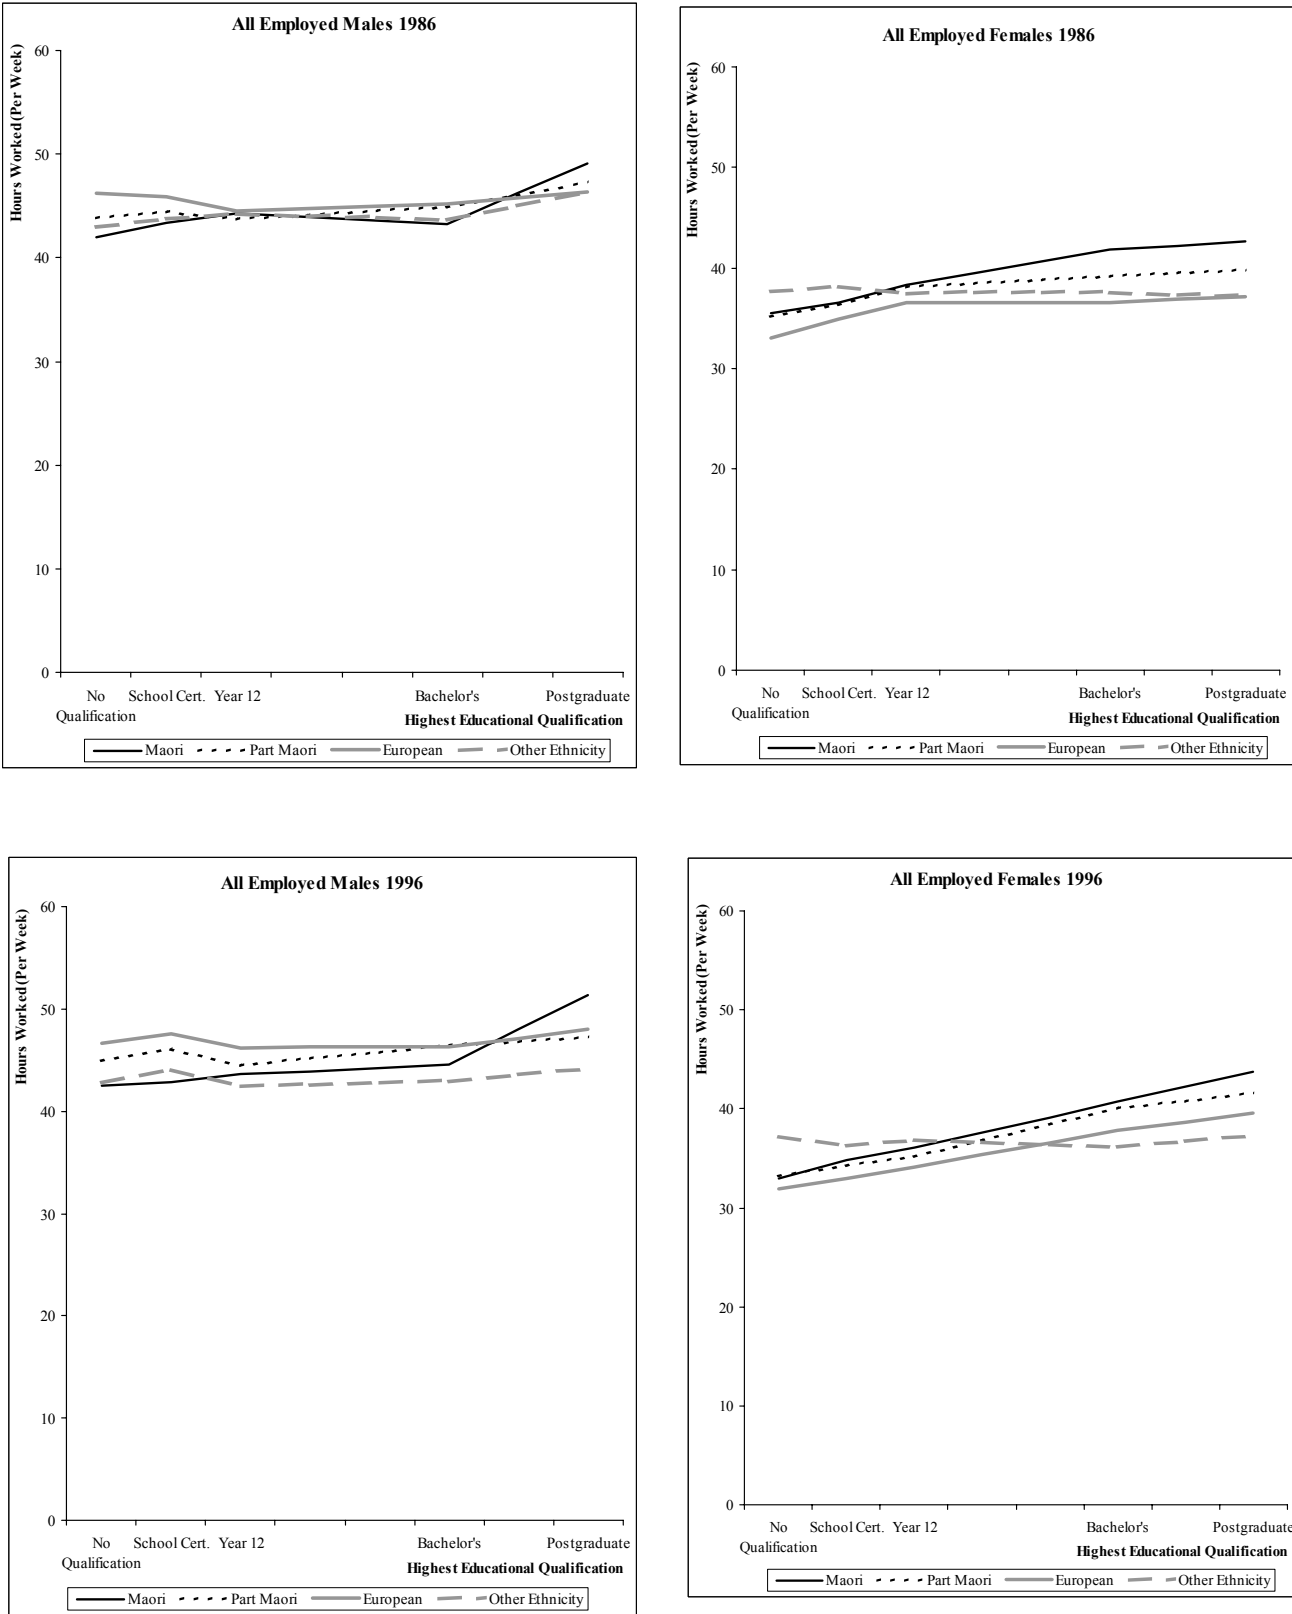 All Employed Males 1986
Hours Worked (Per Week)
60
50
40
30
20
10
0
No Qualification
School Cert.
Year 12
Bachelor's
Postgraduate
Highest Educational Qualification
Maori
Part Maori
European
Other Ethnicity
All Employed Females 1986
Hours Worked (Per Week)
60
50
40
30
20
10
0
No Qualification
School Cert.
Year 12
Bachelor's
Postgraduate
Highest Educational Qualification
Maori
Part Maori
European
Other Ethnicity
All Employed Males 1996
Hours Worked (Per Week)
60
50
40
30
20
10
0
No Qualification
School Cert.
Year 12
Bachelor's
Postgraduate
Highest Educational Qualification
Maori
Part Maori
European
Other Ethnicity
All Employed Females 1996
Hours Worked (Per Week)
60
50
40
30
20
10
0
No Qualification
School Cert.
Year 12
Bachelor's
Postgraduate
Highest Educational Qualification
Maori
Part Maori
European
Other Ethnicity